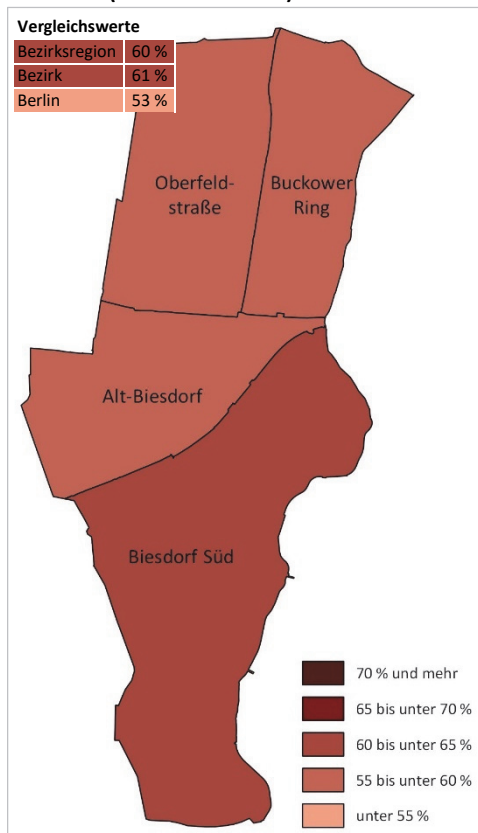 Vergleichswerte
Bezirksregion 60 %
Bezirk 61 %
Berlin 53 %
Oberfeld-
straße
Buckower
Ring
Alt-Biesdorf
Biesdorf Süd
70 % und mehr
65 bis unter 70 %
60 bis unter 65 %
55 bis unter 60 %
unter 55 %